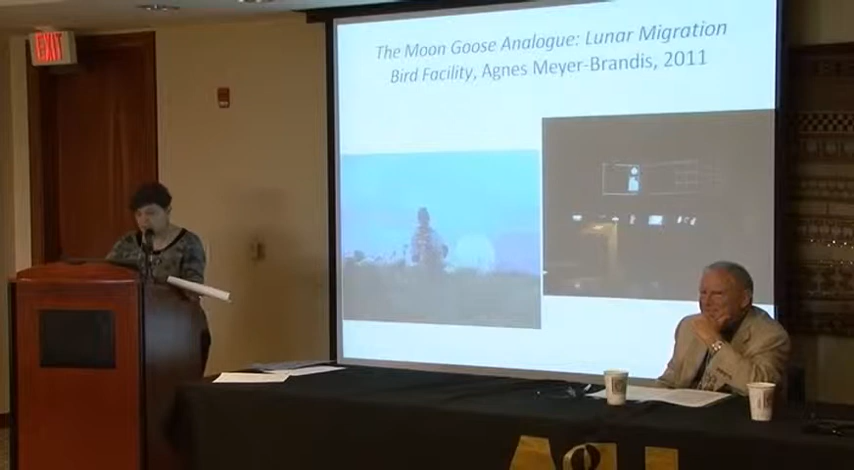 EXIT
The Moon Goose Analogue: Lunar Migration
Bird Facility, Agnes Meyer-Brandis, 2011